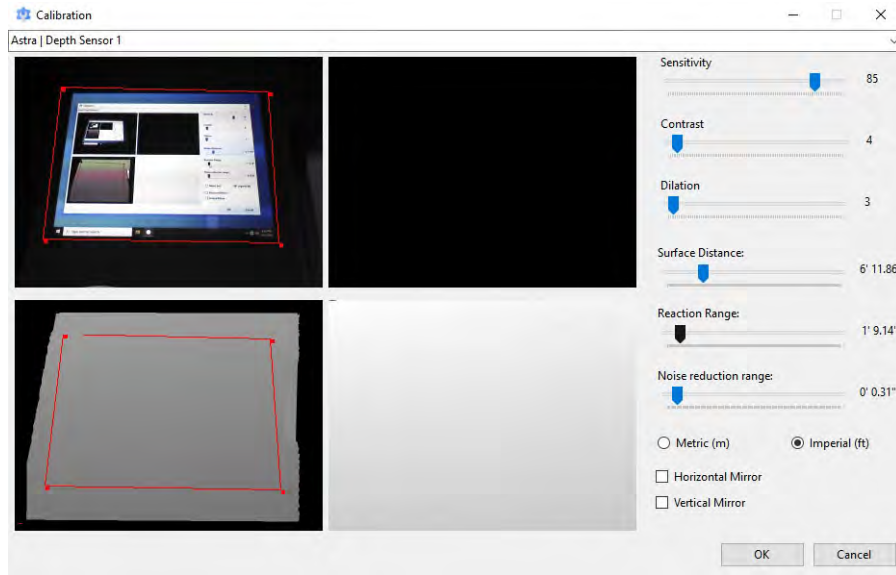 Calibration
Astra | Depth Sensor 1
Sensitivity
85
Contrast
4
Dilation
3
Surface Distance:
6' 11.86
Reaction Range:
1' 9.14"
Noise reduction range:
0' 0.31"
Metric (m)
Imperial (ft)
Horizontal Mirror
Vertical Mirror
OK
Cancel